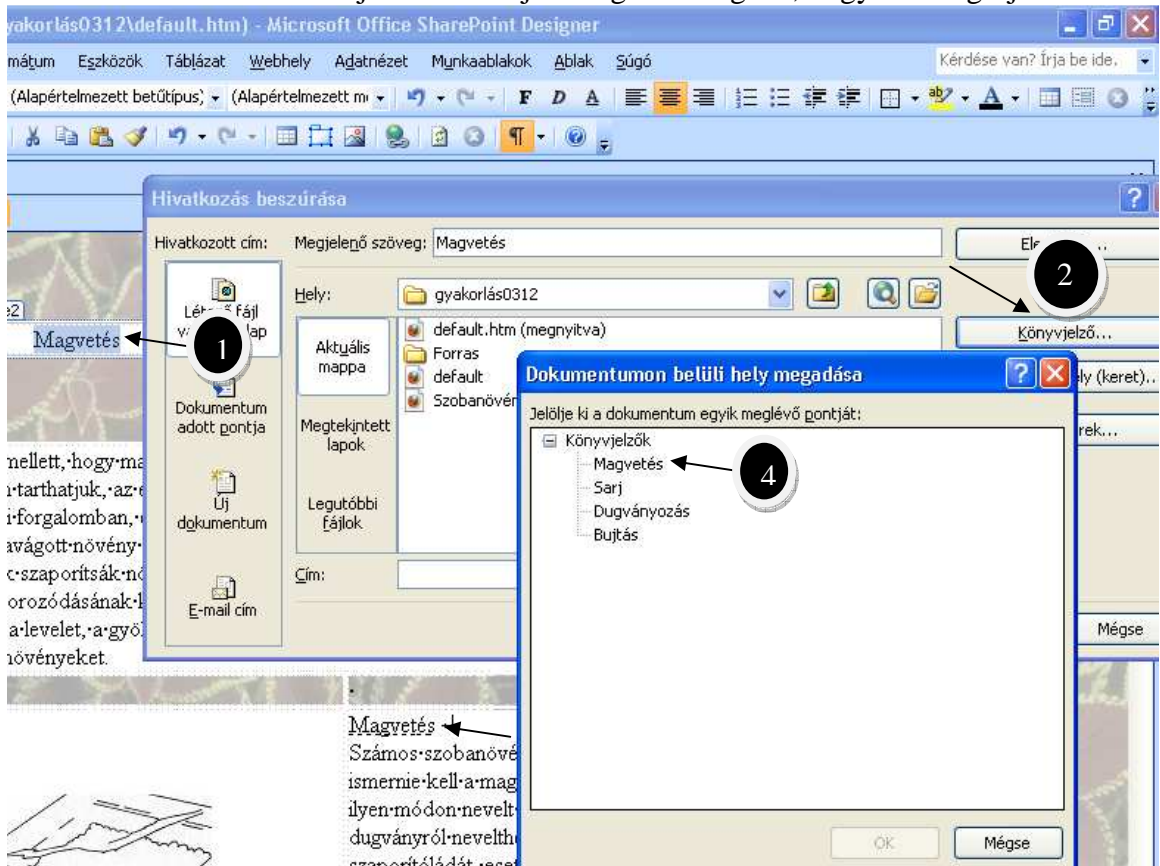 yakorlás0312\default.htm) - Microsoft Office SharePoint Designer
mátum Eszközök Táblázat Webhely Adatnézet Munkaablakok Ablak Súgó Kérdése van? Írja be ide.
(Alapértelmezett betűtípus) (Alapértelmezett m F D A
Hivatkozás beszúrása
Hivatkozott cím: Megjelenő szöveg: Magvetés
2
Hely: gyakorlás0312
Könyvjelző...
ly (keret)...
rek...
Mégse
fájl
lap
Dokumentum
adott pontja
Új
dokumentum
E-mail cím
Aktuális
mappa
Megtekintett
lapok
Legutóbbi
fájlok
default.htm (megnyitva)
Forras
default
Szobanövén
Cím:
e2
Magvetés
1
Dokumentumon belüli hely megadása
Jelölje ki a dokumentum egyik meglévő pontját:
Könyvjelzők
Magvetés
4
Sarj
Dugványozás
Bujtás
OK Mégse
mellett,·hogy·ma
n·tarthatjuk,·az·e
i·forgalomban,·
avágott·növény·
k·szaporítsák·nö
orozódásának·k
a·levelet,·a·gyö
növényeket.
Magvetés
Számos·szobanövé
ismernie·kell·a·mag
ilyen·módon·nevelt·
dugványról·nevelhe